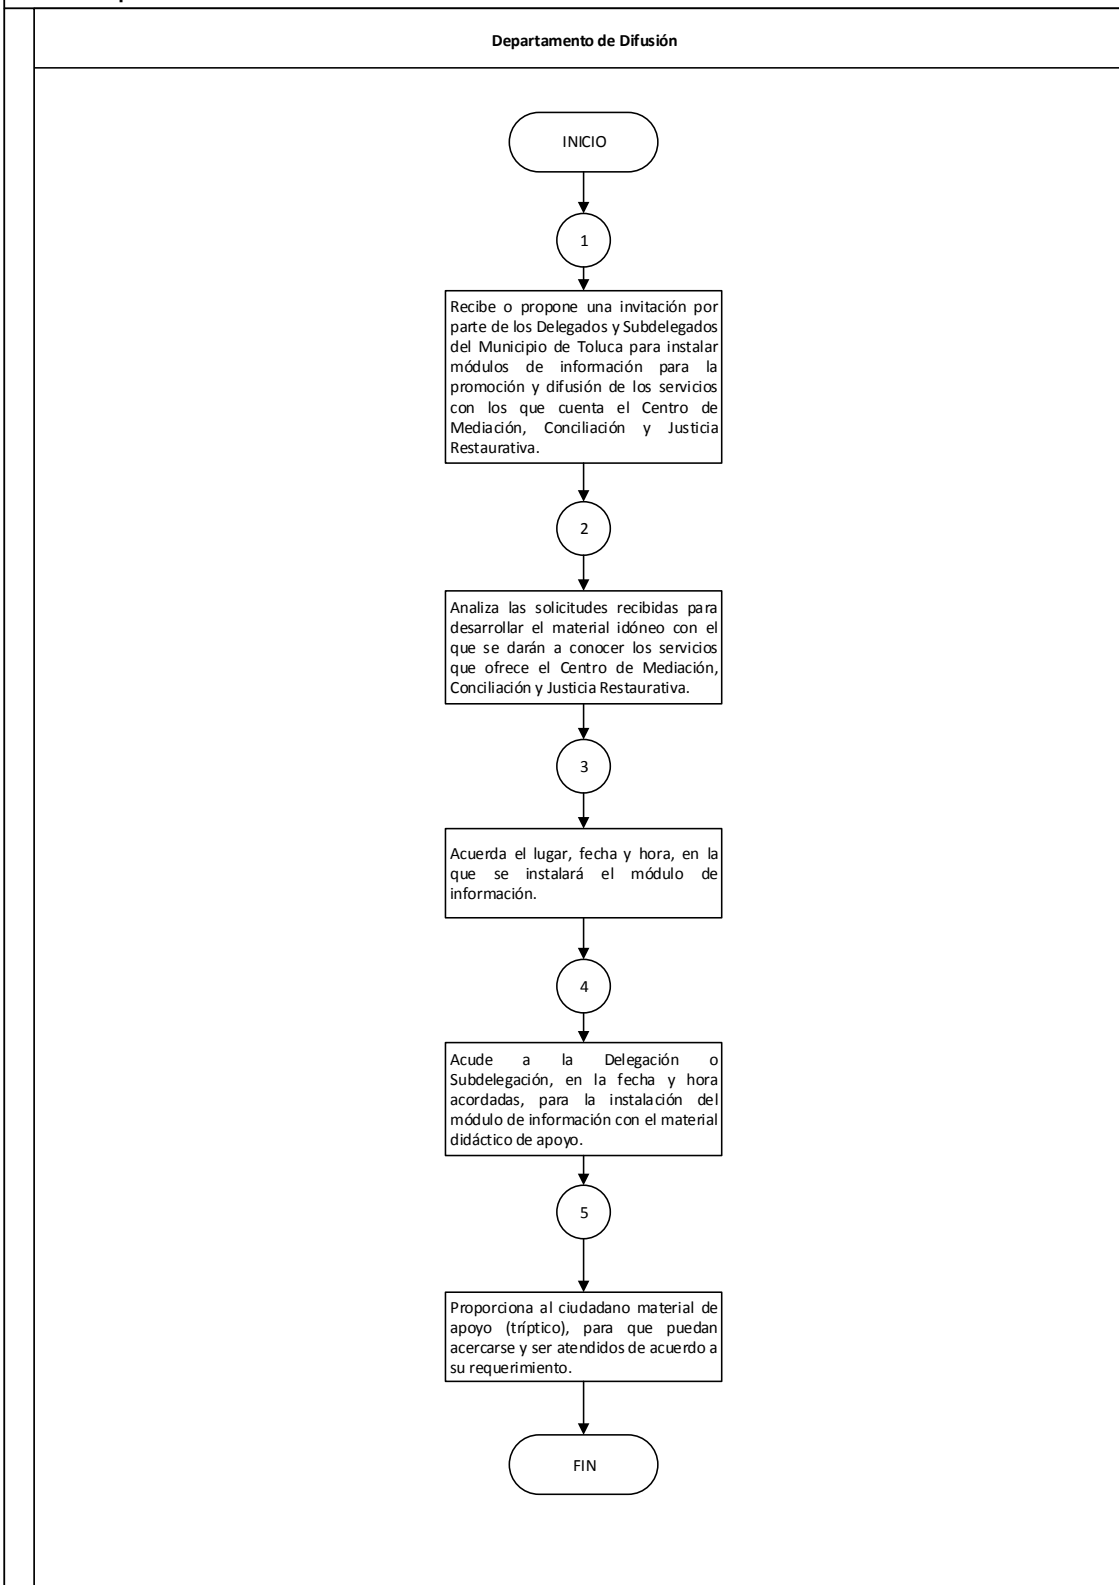 Departamento de Difusión
INICIO
1
Recibe o propone una invitación por
parte de los Delegados y Subdelegados
del Municipio de Toluca para instalar
módulos de información para la
promoción y difusión de los servicios
con los que cuenta el Centro de
Mediación, Conciliación y Justicia
Restaurativa.
2
Analiza las solicitudes recibidas para
desarrollar el material idóneo con el
que se darán a conocer los servicios
que ofrece el Centro de Mediación,
Conciliación y Justicia Restaurativa.
3
Acuerda el lugar, fecha y hora, en la
que se instalará el módulo de
información.
4
Acude a la Delegación o
Subdelegación, en la fecha y hora
acordadas, para la instalación del
módulo de información con el material
didáctico de apoyo.
5
Proporciona al ciudadano material de
apoyo (tríptico), para que puedan
acercarse y ser atendidos de acuerdo a
su requerimiento.
FIN